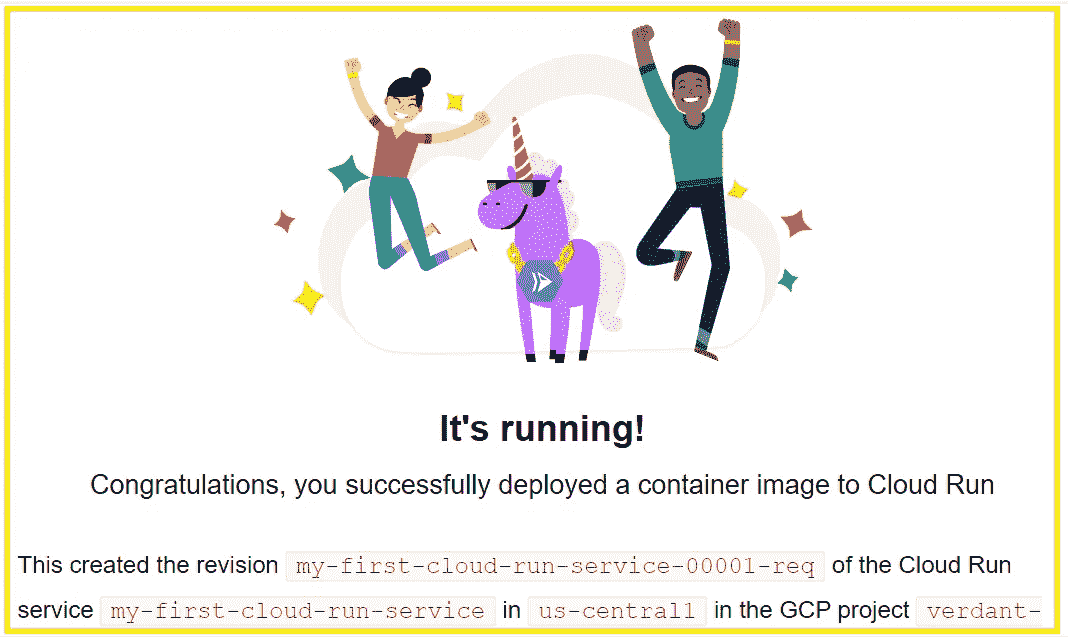 It's running!
Congratulations, you successfully deployed a container image to Cloud Run
This created the revision my-first-cloud-run-service-00001-req of the Cloud Run
service my-first-cloud-run-service in us-central1 in the GCP project verdant-